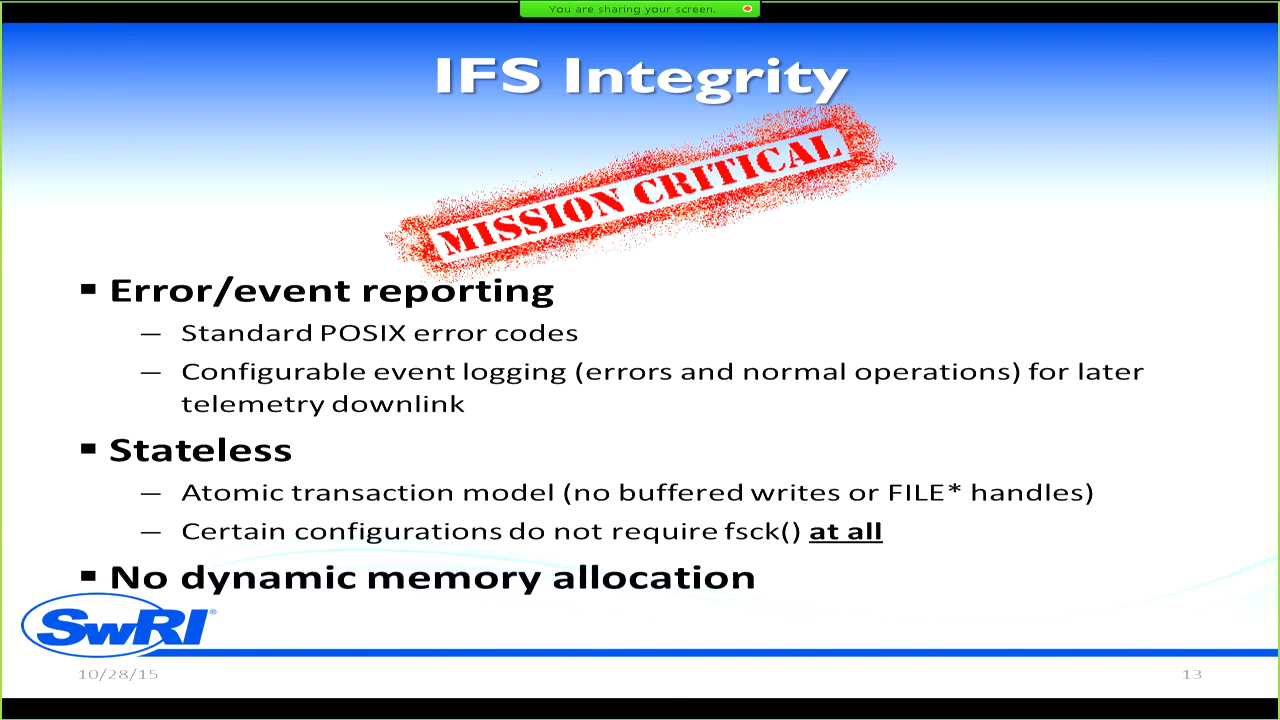 You are sharing your screen.
IFS Integrity
MISSION CRITICAL
▪ Error/event reporting
— Standard POSIX error codes
— Configurable event logging (errors and normal operations) for later
telemetry downlink
▪ Stateless
— Atomic transaction model (no buffered writes or FILE* handles)
— Certain configurations do not require fsck() at all
▪ No dynamic memory allocation
SwRI®
10/28/15
13